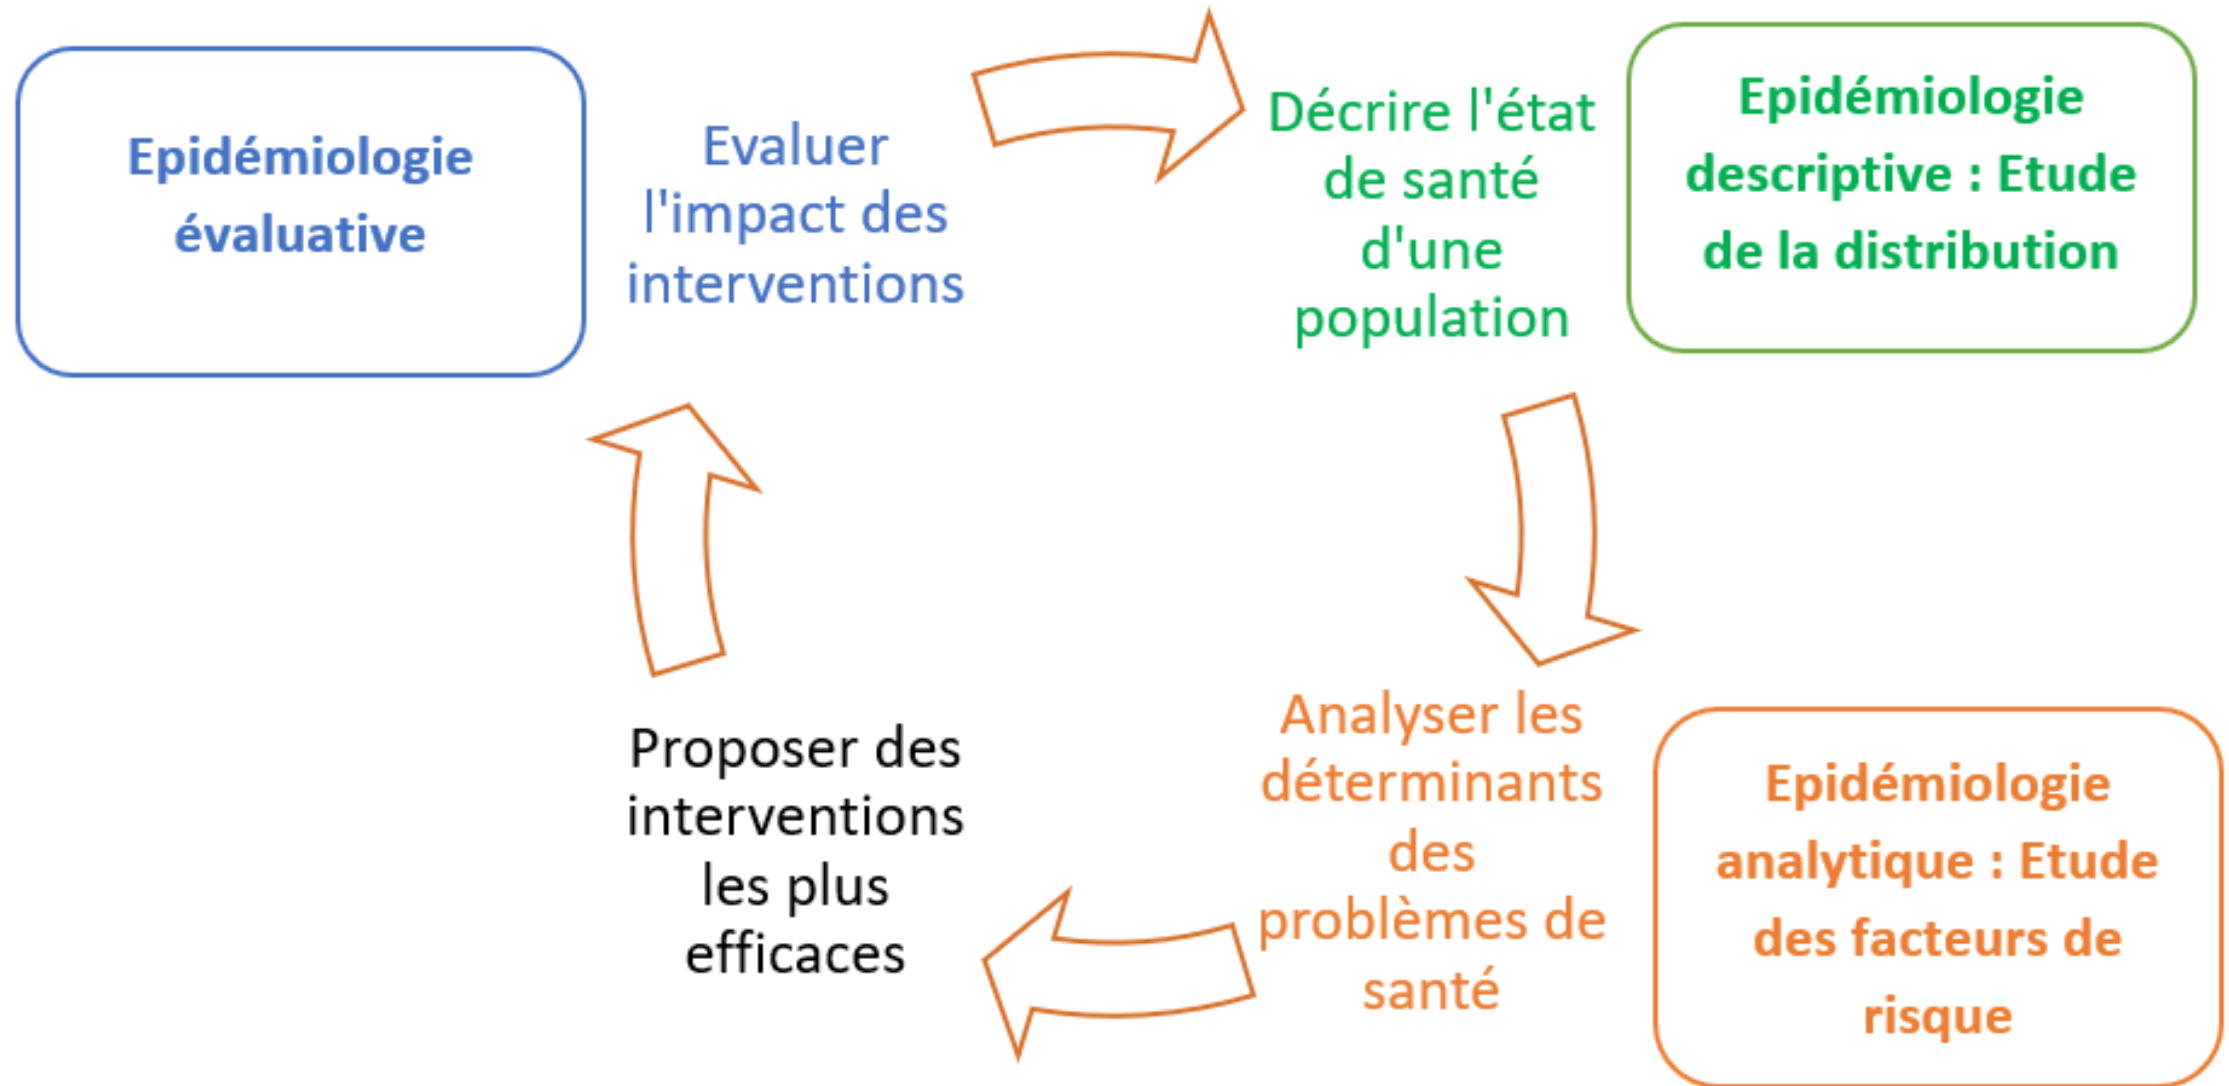 Epidémiologie
évaluative
Evaluer
l'impact des
interventions
Décrire l'état
de santé
d'une
population
Epidémiologie
descriptive : Etude
de la distribution
Proposer des
interventions
les plus
efficaces
Analyser les
déterminants
des
problèmes de
santé
Epidémiologie
analytique : Etude
des facteurs de
risque